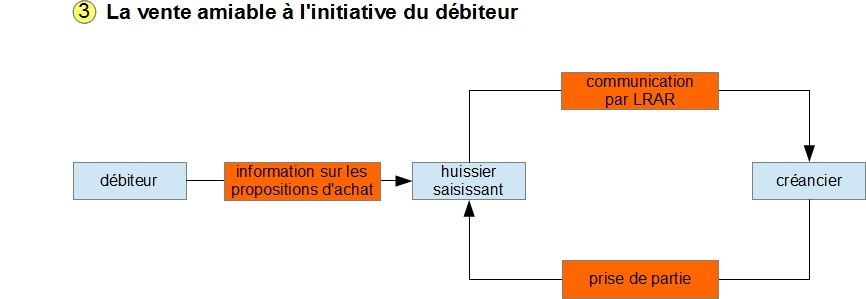 3 La vente amiable à l'initiative du débiteur
communication
par LRAR
débiteur
information sur les
propositions d'achat
huissier
saisissant
créancier
prise de partie